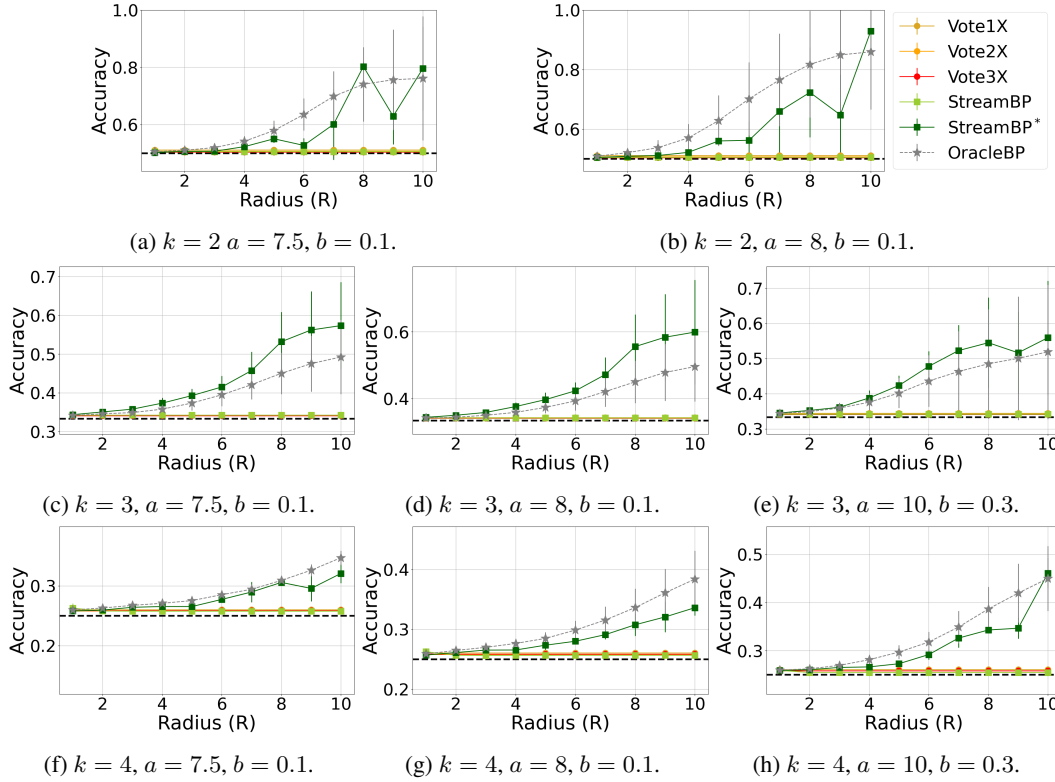 1.0
0.8
0.6
Accuracy
2 4 6 8 10
Radius (R)
(a) k = 2 a = 7.5, b = 0.1.
1.0
0.8
0.6
Accuracy
2 4 6 8 10
Radius (R)
(b) k = 2, a = 8, b = 0.1.
Vote1X
Vote2X
Vote3X
StreamBP
StreamBP*
OracleBP
0.7
0.6
0.5
0.4
0.3
Accuracy
2 4 6 8 10
Radius (R)
(c) k = 3, a = 7.5, b = 0.1.
0.6
0.4
Accuracy
2 4 6 8 10
Radius (R)
(d) k = 3, a = 8, b = 0.1.
0.7
0.6
0.5
0.4
0.3
Accuracy
2 4 6 8 10
Radius (R)
(e) k = 3, a = 10, b = 0.3.
0.3
0.2
Accuracy
2 4 6 8 10
Radius (R)
(f) k = 4, a = 7.5, b = 0.1.
0.4
0.3
0.2
Accuracy
2 4 6 8 10
Radius (R)
(g) k = 4, a = 8, b = 0.1.
0.5
0.4
0.3
Accuracy
2 4 6 8 10
Radius (R)
(h) k = 4, a = 10, b = 0.3.